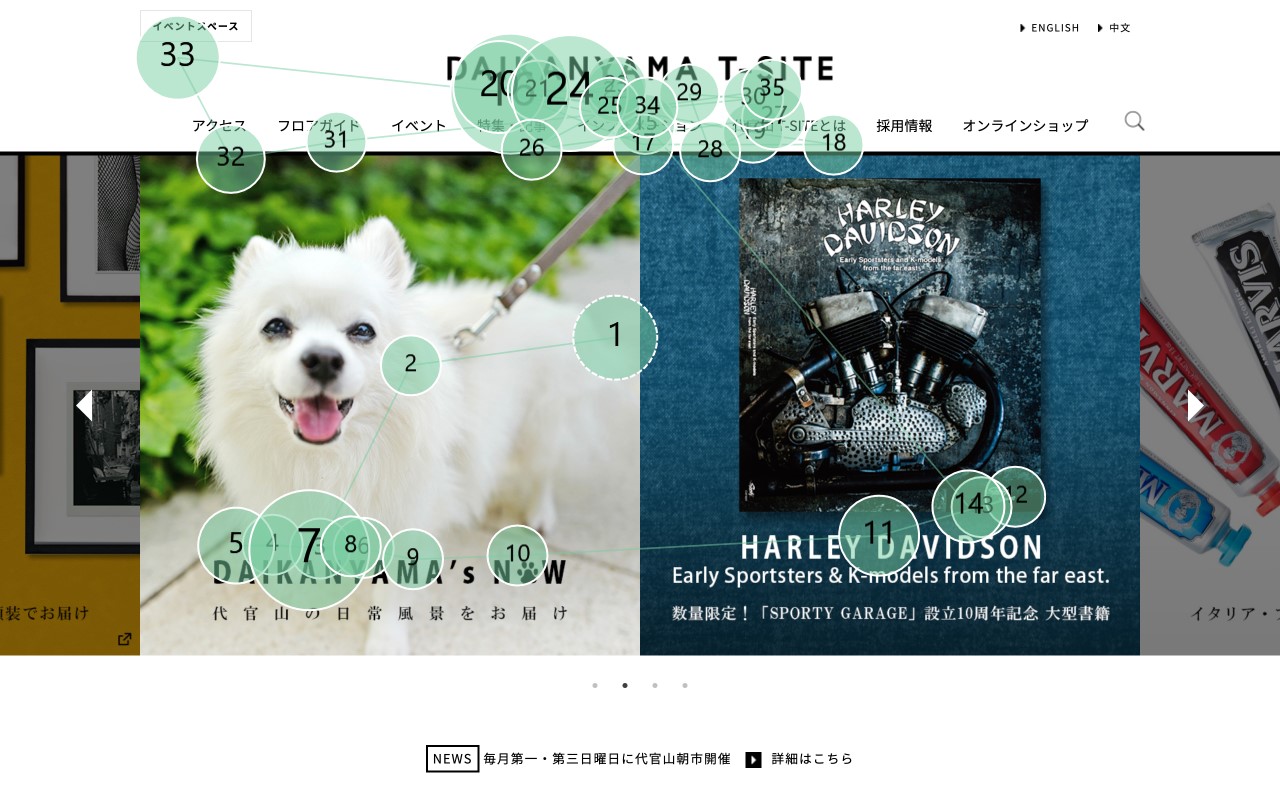 イベントスペース
ENGLISH
中文
DAIKANYAMA T-SITE
アクセス
フロアガイド
イベント
特集・記事
T-SITEとは
採用情報
オンラインショップ
33
20
16
21
24
25
34
15
29
30
35
27
19
31
32
26
17
28
18
1
2
HARLEY
DAVIDSON
Early Sportsters and K-models
from the far easts
MARVIS
MARVIS
5
4
7
3
8
6
9
10
11
14
13
12
DAIKANYAMA's NOW
代官山の日常風景をお届け
HARLEY DAVIDSON
Early Sportsters & K-models from the far east.
数量限定！「SPORTY GARAGE」設立10周年記念 大型書籍
装でお届け
イタリア・
NEWS
毎月第一・第三日曜日に代官山朝市開催
詳細はこちら